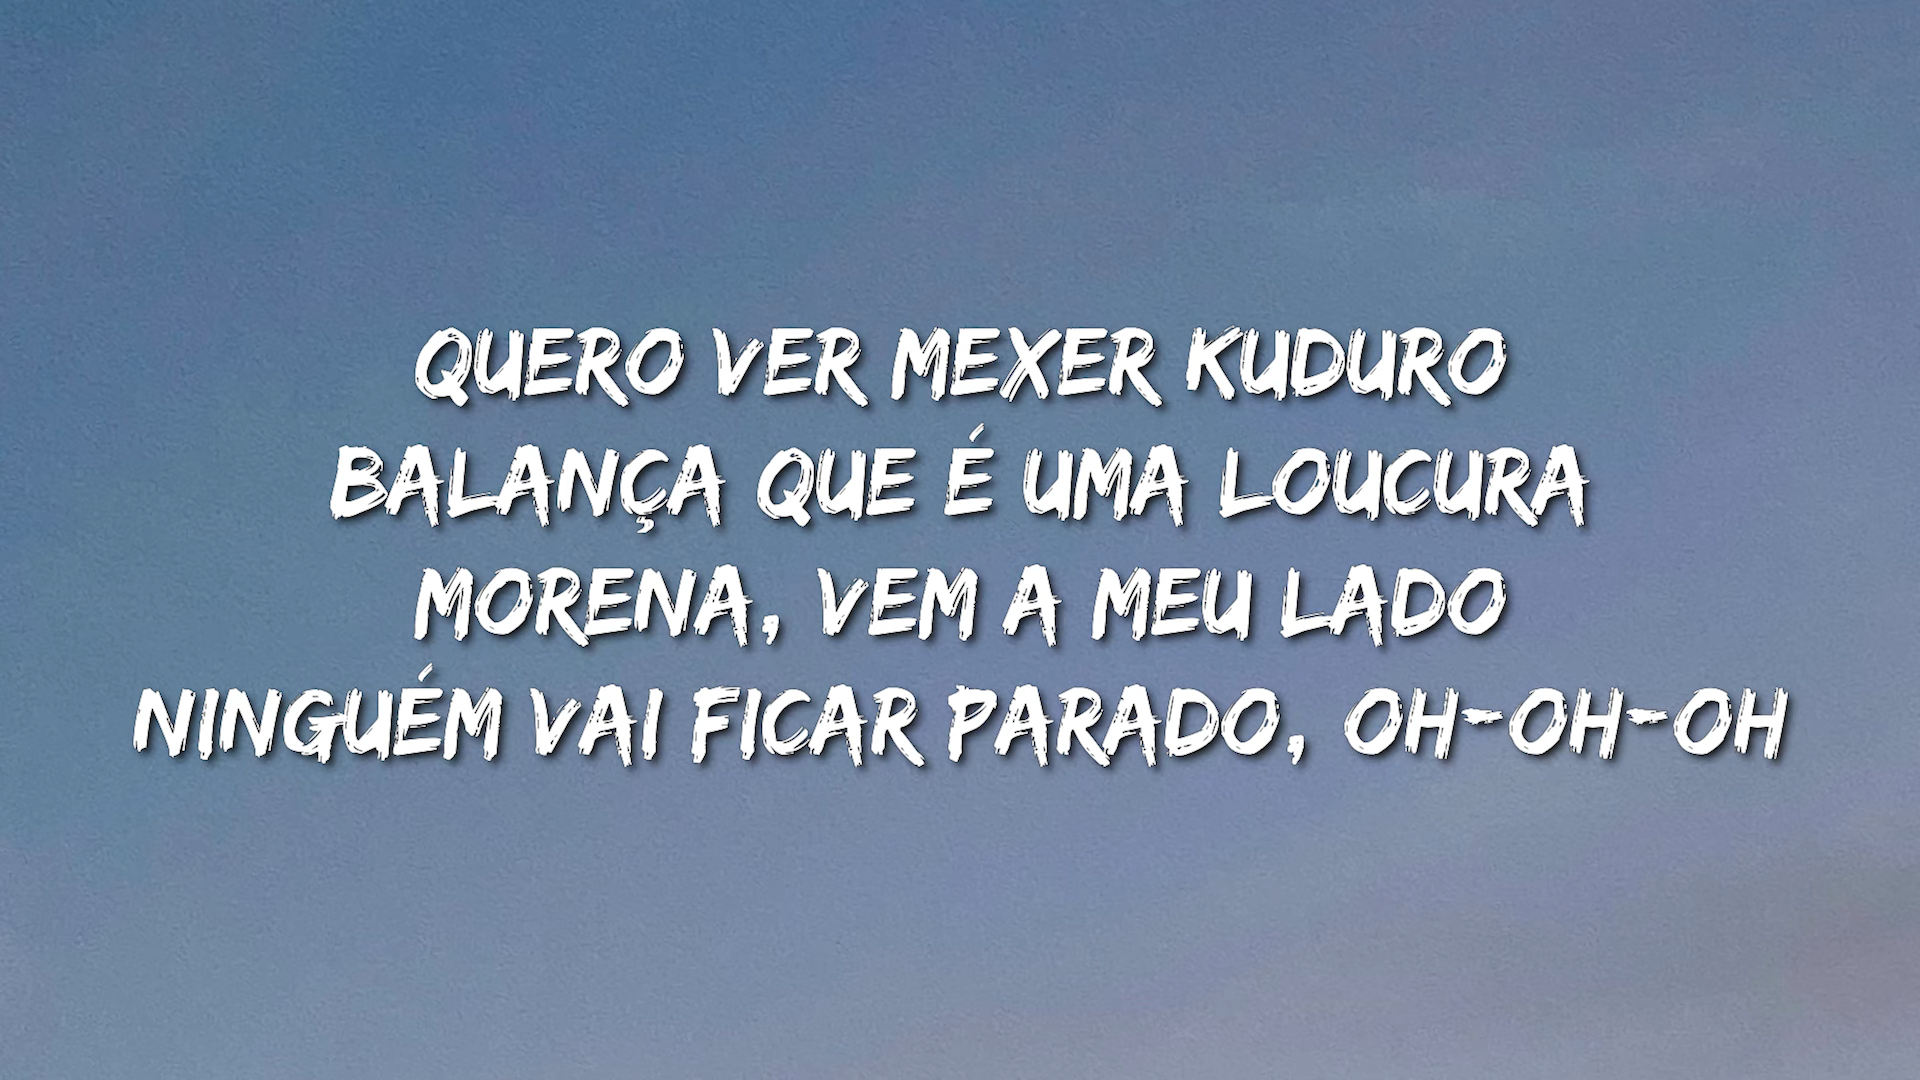 QUERO VER MEXER KUDURO
BALANÇA QUE É UMA LOUCURA
MORENA, VEM A MEU LADO
NINGUÉM VAI FICAR PARADO, OH-OH-OH